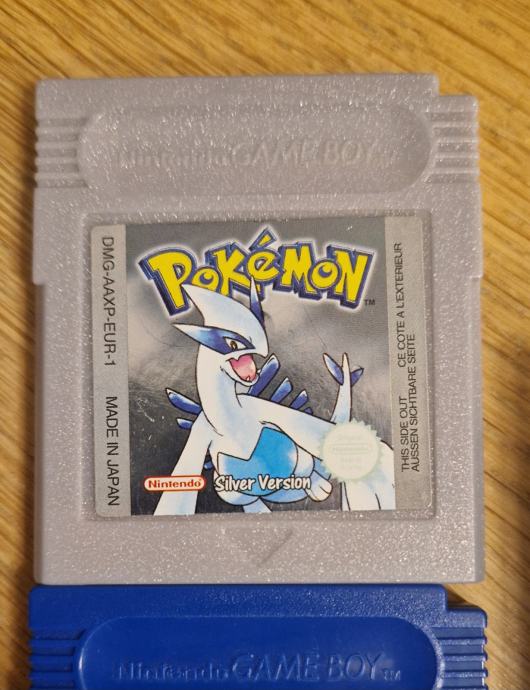 Nintendo GAME BOY TM
DMG-AAXP-EUR-1 MADE IN JAPAN
POKéMON
TM
Nintendo
Silver Version
THIS SIDE OUT CE COTE A L'EXTERIEUR
AUSSEN SICHTBARE SEITE
Nintendo GAME BOY TM